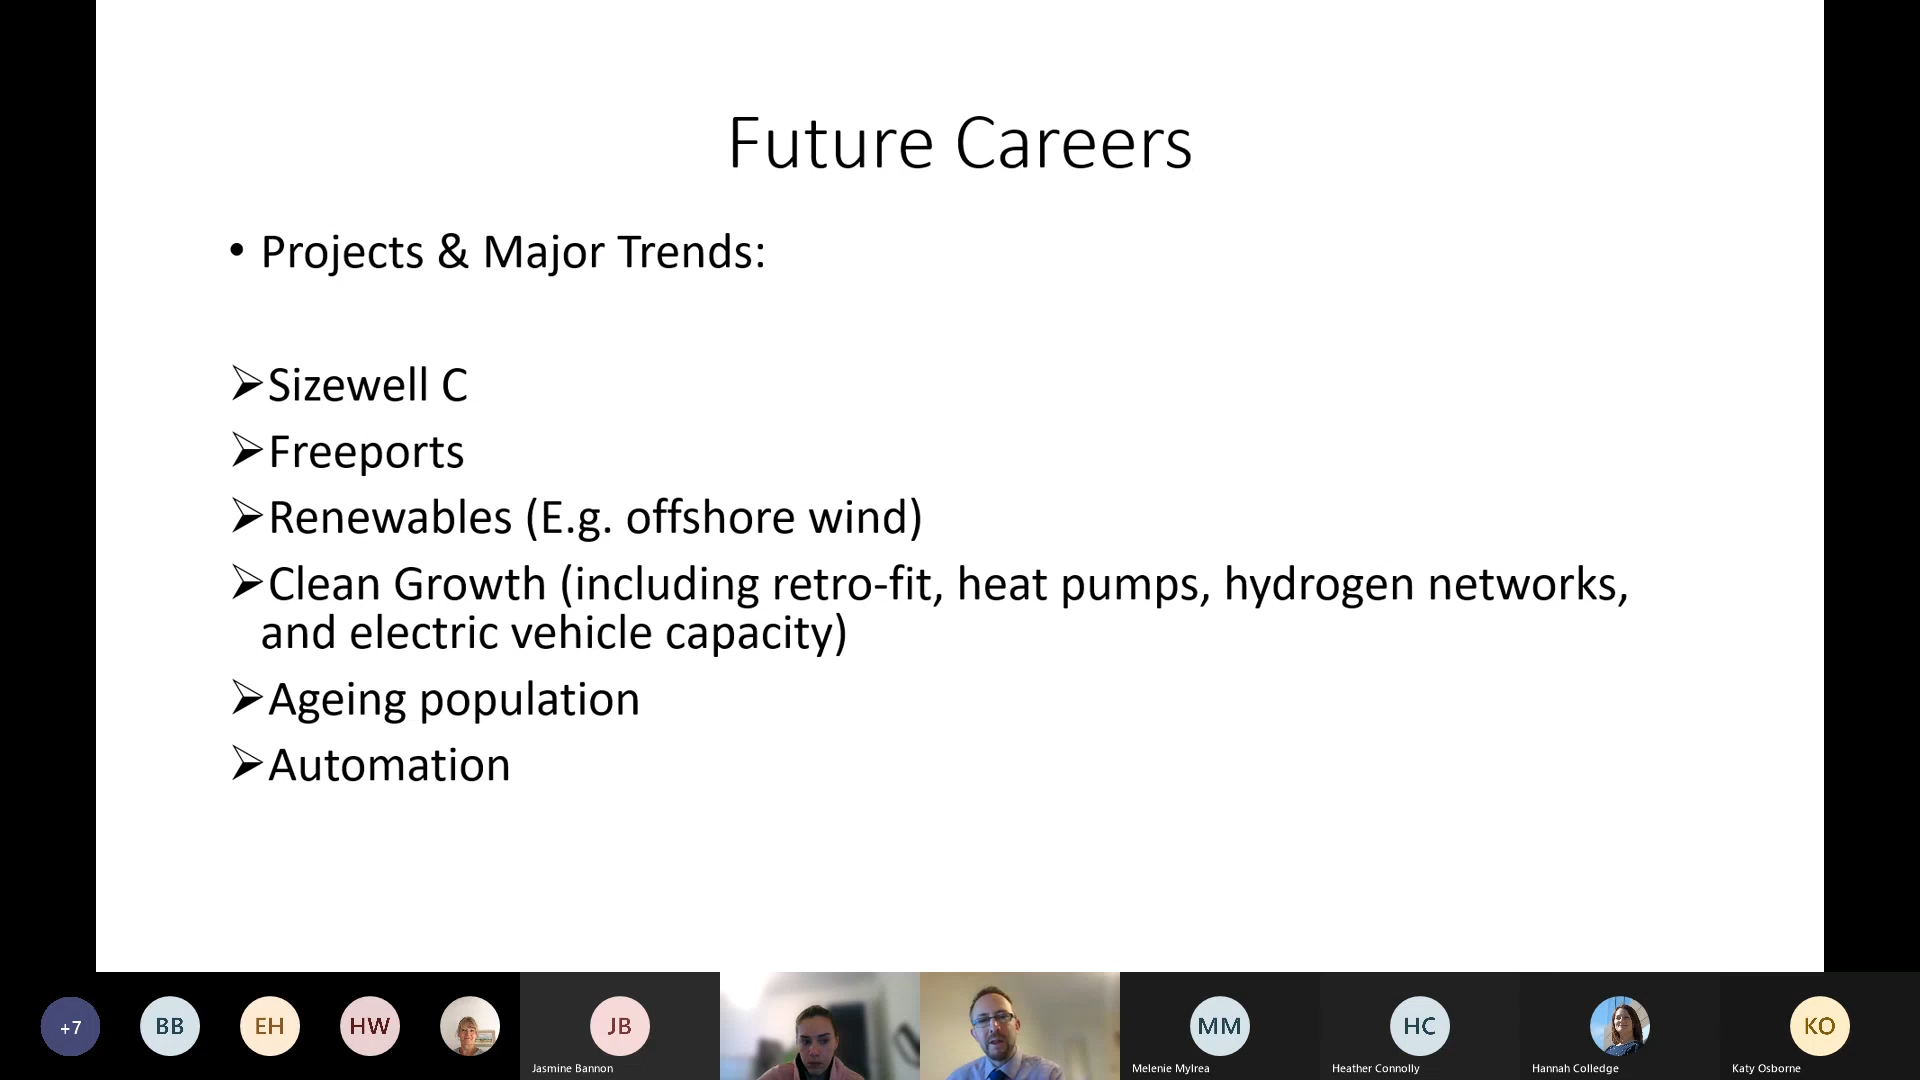 Future Careers
• Projects & Major Trends:
➢Sizewell C
➢Freeports
➢Renewables (E.g. offshore wind)
➢Clean Growth (including retro-fit, heat pumps, hydrogen networks,
and electric vehicle capacity)
➢Ageing population
➢Automation
+7
BB
EH
HW
JB
Jasmine Bannon
MM
Melenie Mylrea
HC
Heather Connolly
Hannah Colledge
KO
Katy Osborne